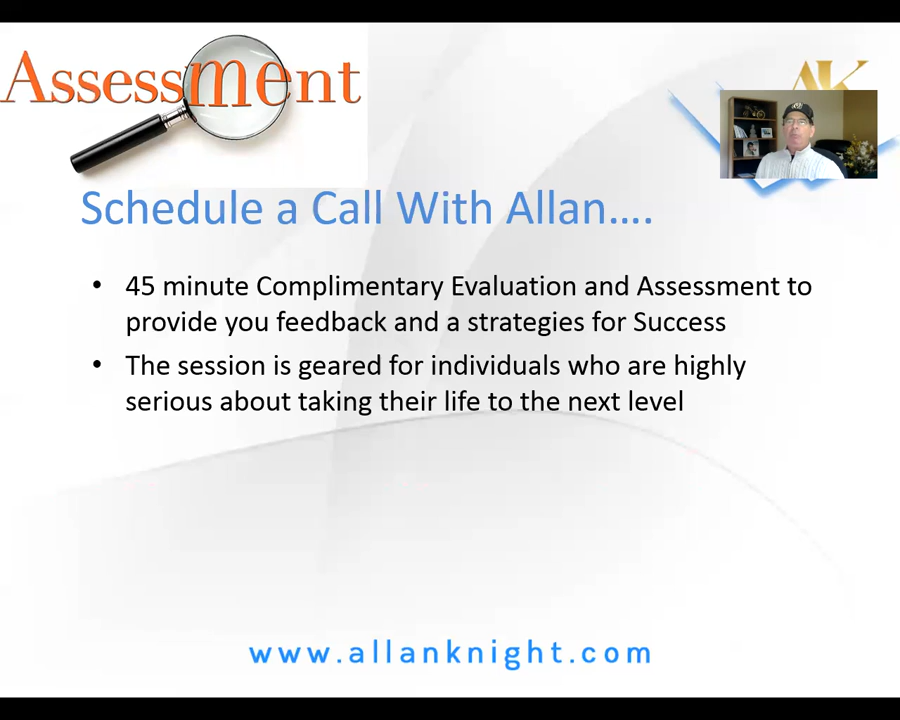 Assessment
AK
Schedule a Call With Allan….
• 45 minute Complimentary Evaluation and Assessment to
provide you feedback and a strategies for Success
• The session is geared for individuals who are highly
serious about taking their life to the next level
www.allanknight.com